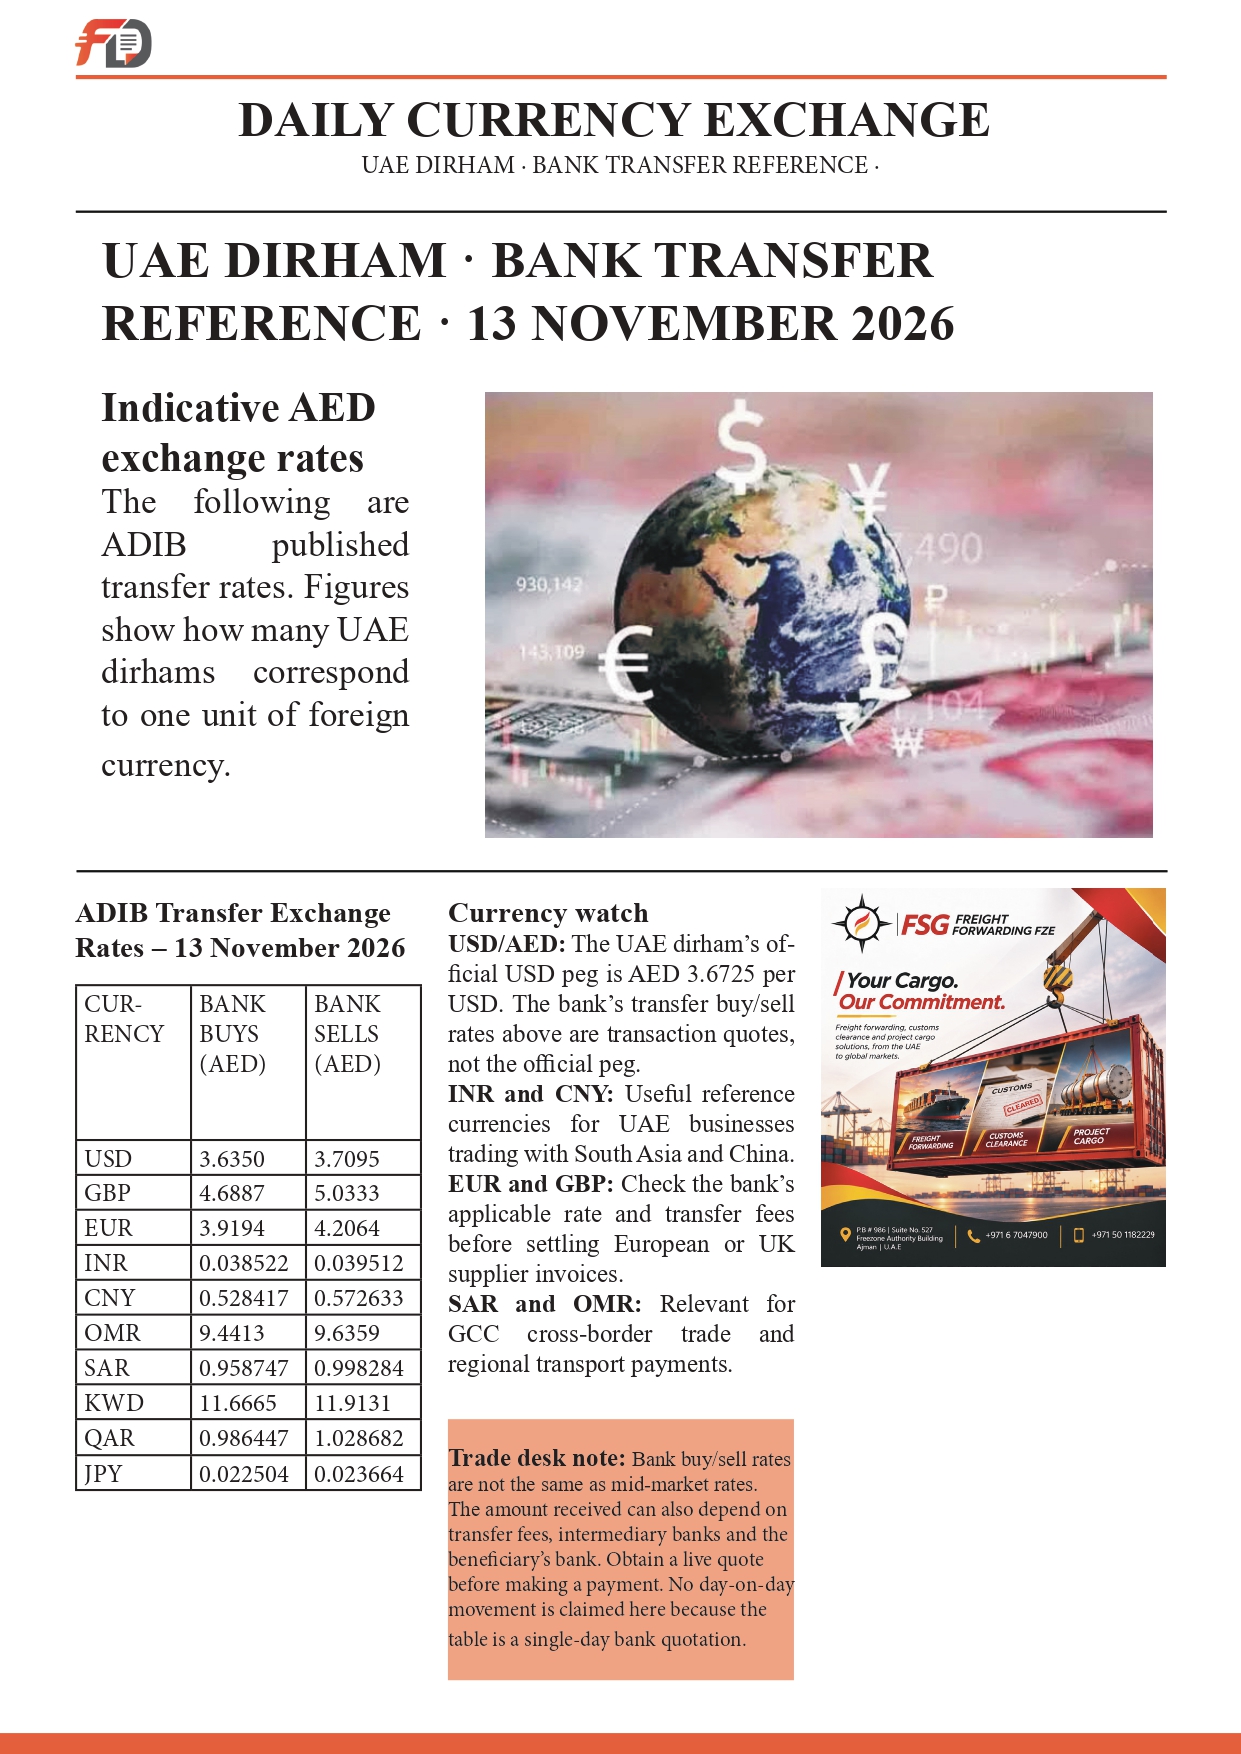 FD
DAILY CURRENCY EXCHANGE
UAE DIRHAM · BANK TRANSFER REFERENCE ·
UAE DIRHAM · BANK TRANSFER
REFERENCE · 13 NOVEMBER 2026
Indicative AED
exchange rates
The following are
ADIB published
transfer rates. Figures
show how many UAE
dirhams correspond
to one unit of foreign
currency.
$
¥
7,490
930,142
₽
€
£
143,109
1,104
₹
₩
ADIB Transfer Exchange
Rates – 13 November 2026
CUR-
RENCY
BANK
BUYS
(AED)
BANK
SELLS
(AED)
USD 3.6350 3.7095
GBP 4.6887 5.0333
EUR 3.9194 4.2064
INR 0.038522 0.039512
CNY 0.528417 0.572633
OMR 9.4413 9.6359
SAR 0.958747 0.998284
KWD 11.6665 11.9131
QAR 0.986447 1.028682
JPY 0.022504 0.023664
Currency watch
USD/AED: The UAE dirham’s of-
ficial USD peg is AED 3.6725 per
USD. The bank’s transfer buy/sell
rates above are transaction quotes,
not the official peg.
INR and CNY: Useful reference
currencies for UAE businesses
trading with South Asia and China.
EUR and GBP: Check the bank’s
applicable rate and transfer fees
before settling European or UK
supplier invoices.
SAR and OMR: Relevant for
GCC cross-border trade and
regional transport payments.
Trade desk note: Bank buy/sell rates
are not the same as mid-market rates.
The amount received can also depend on
transfer fees, intermediary banks and the
beneficiary’s bank. Obtain a live quote
before making a payment. No day-on-day
movement is claimed here because the
table is a single-day bank quotation.
FSG FREIGHT
FORWARDING FZE
Your Cargo.
Our Commitment.
Freight forwarding, customs
clearance and project cargo
solutions, from the UAE
to global markets.
CUSTOMS
CLEARED
FREIGHT
FORWARDING
CUSTOMS
CLEARANCE
PROJECT
CARGO
P.B # 986 | Suite No. 527
Freezone Authority Building
Ajman | U.A.E
+971 6 7047900
+971 50 1182229